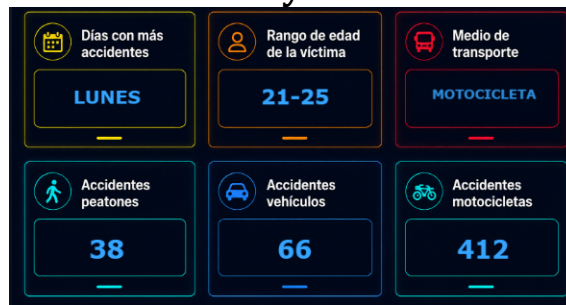 Días con más
accidentes
LUNES
Rango de edad
de la víctima
21-25
Medio de
transporte
MOTOCICLETA
Accidentes
peatones
38
Accidentes
vehículos
66
Accidentes
motocicletas
412